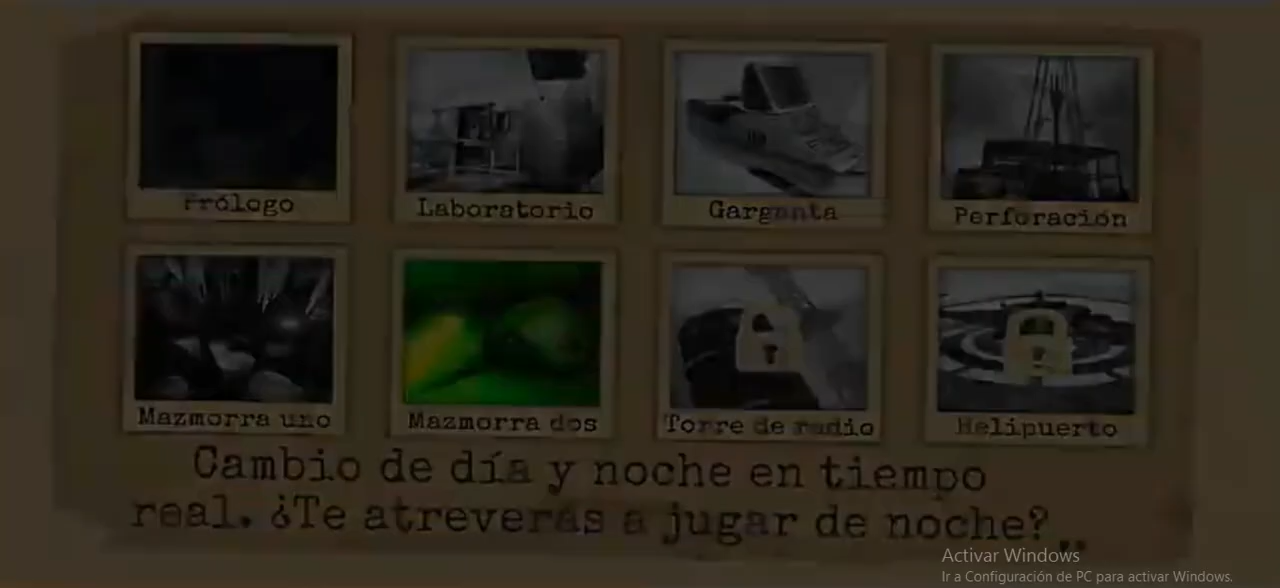 Prólogo
Laboratorio
Garganta
Perforación
Mazmorra uno
Mazmorra dos
Torre de radio
Helipuerto
Cambio de día y noche en tiempo
real. ¿Te atreverás a jugar de noche?
Activar Windows
Ir a Configuración de PC para activar Windows.